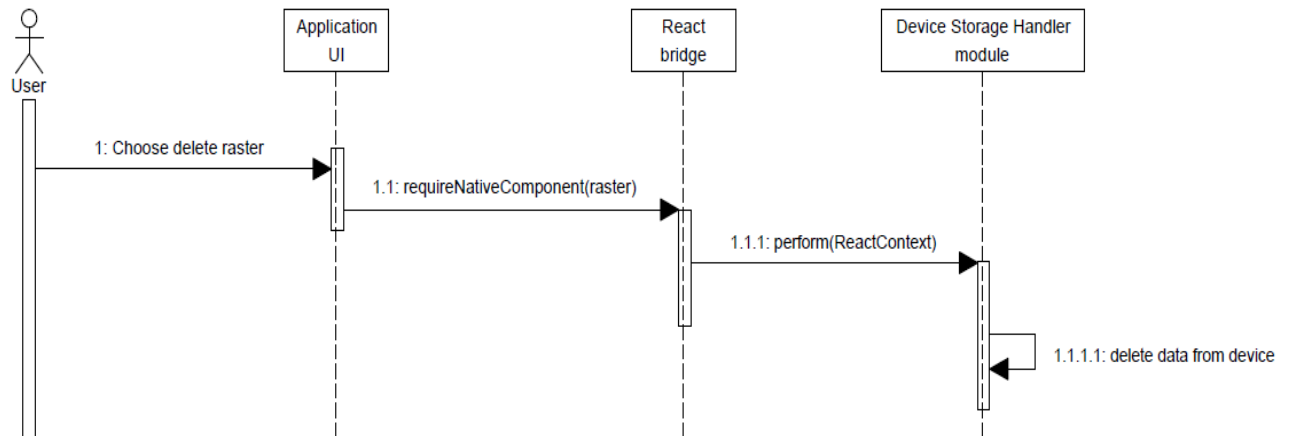 Application
UI
React
bridge
Device Storage Handler
module
User
1: Choose delete raster
1.1: requireNativeComponent(raster)
1.1.1: perform(ReactContext)
1.1.1.1: delete data from device